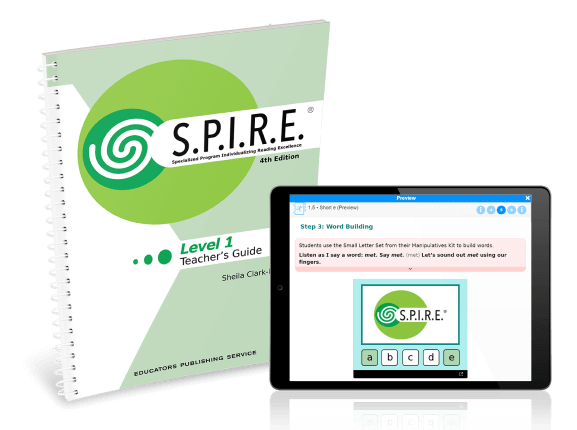 S.P.I.R.E.®
Specialized Program Individualizing Reading Excellence
4th Edition
Level 1
Teacher's Guide
Sheila Clark-
EDUCATORS PUBLISHING SERVICE
Preview
1.5 • Short e (Preview)
Step 3: Word Building
Students use the Small Letter Set from their Manipulatives Kit to build words.
Listen as I say a word: met. Say met. (met) Let's sound out met using our
fingers.
S.P.I.R.E.®
a b c d e